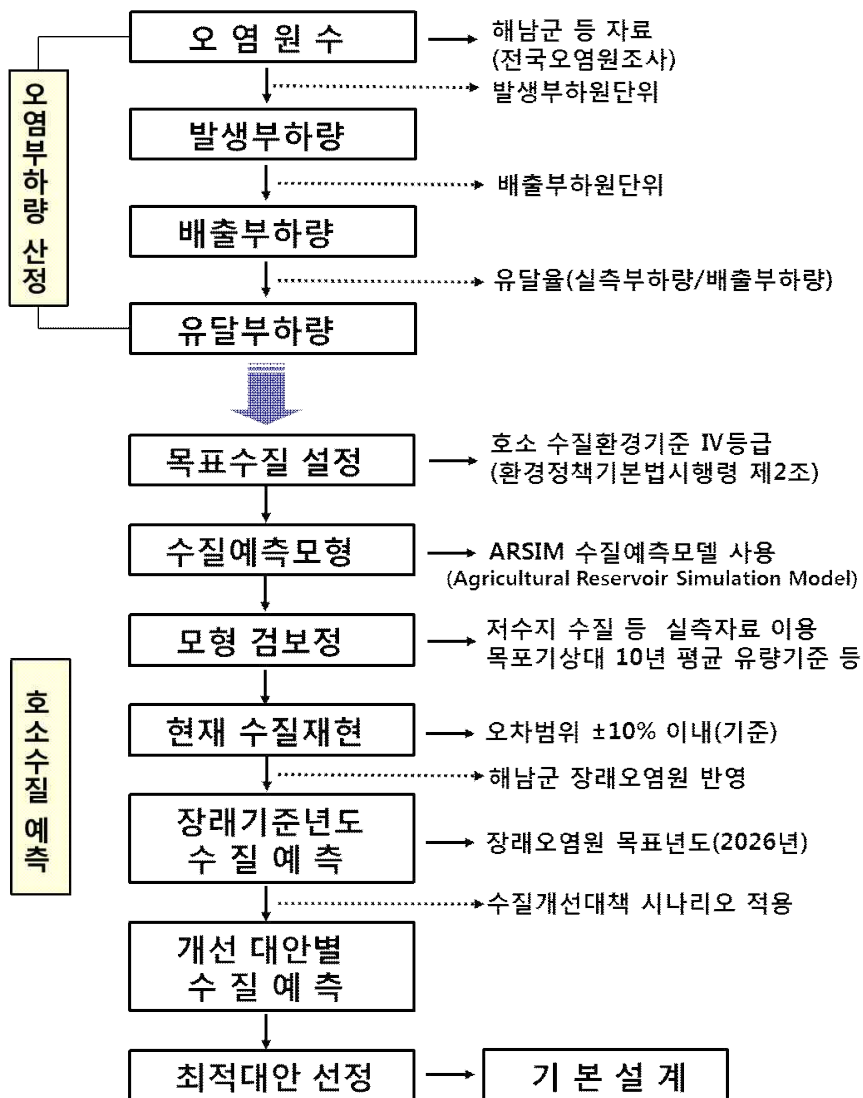 오염부하량 산정
오 염 원 수
해남군 등 자료
(전국오염원조사)
발생부하원단위
발생부하량
배출부하원단위
배출부하량
유달율(실측부하량/배출부하량)
유달부하량
목표수질 설정
호소 수질환경기준 Ⅳ등급
(환경정책기본법시행령 제2조)
수질예측모형
ARSIM 수질예측모델 사용
(Agricultural Reservoir Simulation Model)
모형 검보정
저수지 수질 등 실측자료 이용
목포기상대 10년 평균 유량기준 등
호소수질 예측
현재 수질재현
오차범위 ±10% 이내(기준)
해남군 장래오염원 반영
장래기준년도
수 질 예 측
장래오염원 목표년도(2026년)
수질개선대책 시나리오 적용
개선 대안별
수 질 예 측
최적대안 선정
기 본 설 계